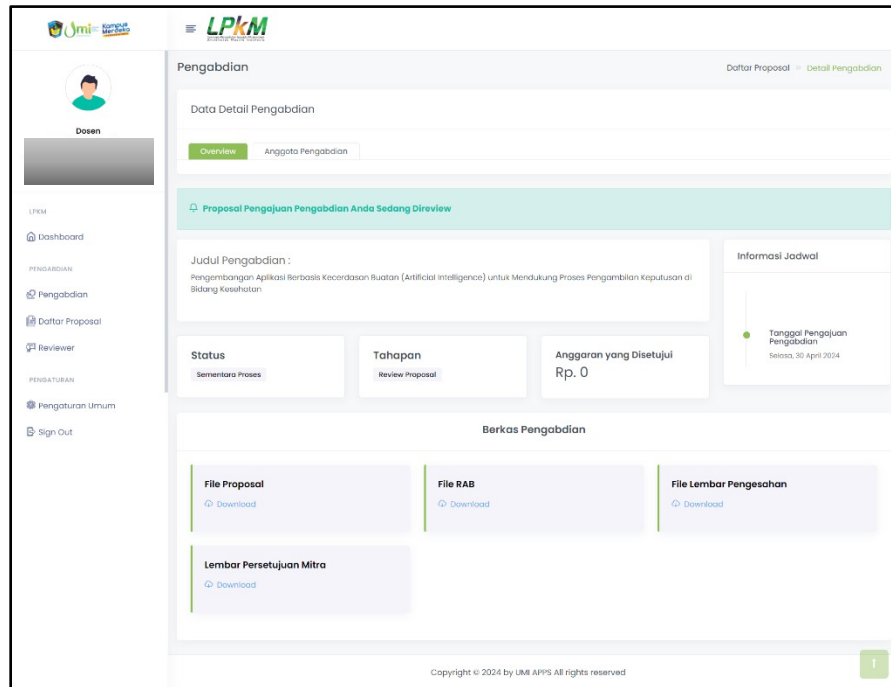 Umi Kampus Merdeka
LPkM
Pengabdian
Daftar Proposal
Detail Pengabdian
Dosen
LPKM
Dashboard
PENGABDIAN
Pengabdian
Daftar Proposal
Reviewer
PENGATURAN
Pengaturan Umum
Sign Out
Data Detail Pengabdian
Overview
Anggota Pengabdian
Proposal Pengajuan Pengabdian Anda Sedang Direview
Judul Pengabdian :
Pengembangan Aplikasi Berbasis Kecerdasan Buatan (Artificial Intelligence) untuk Mendukung Proses Pengambilan Keputusan di
Bidang Kesehatan
Informasi Jadwal
Tanggal Pengajuan
Pengabdian
Selasa, 30 April 2024
Status
Sementara Proses
Tahapan
Review Proposal
Anggaran yang Disetujui
Rp. 0
Berkas Pengabdian
File Proposal
Download
File RAB
Download
File Lembar Pengesahan
Download
Lembar Persetujuan Mitra
Download
Copyright © 2024 by UMI APPS All rights reserved